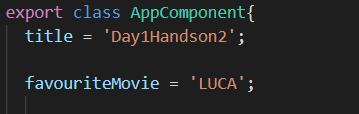 export class AppComponent{
title = 'Day1Handson2';
favouriteMovie = 'LUCA';